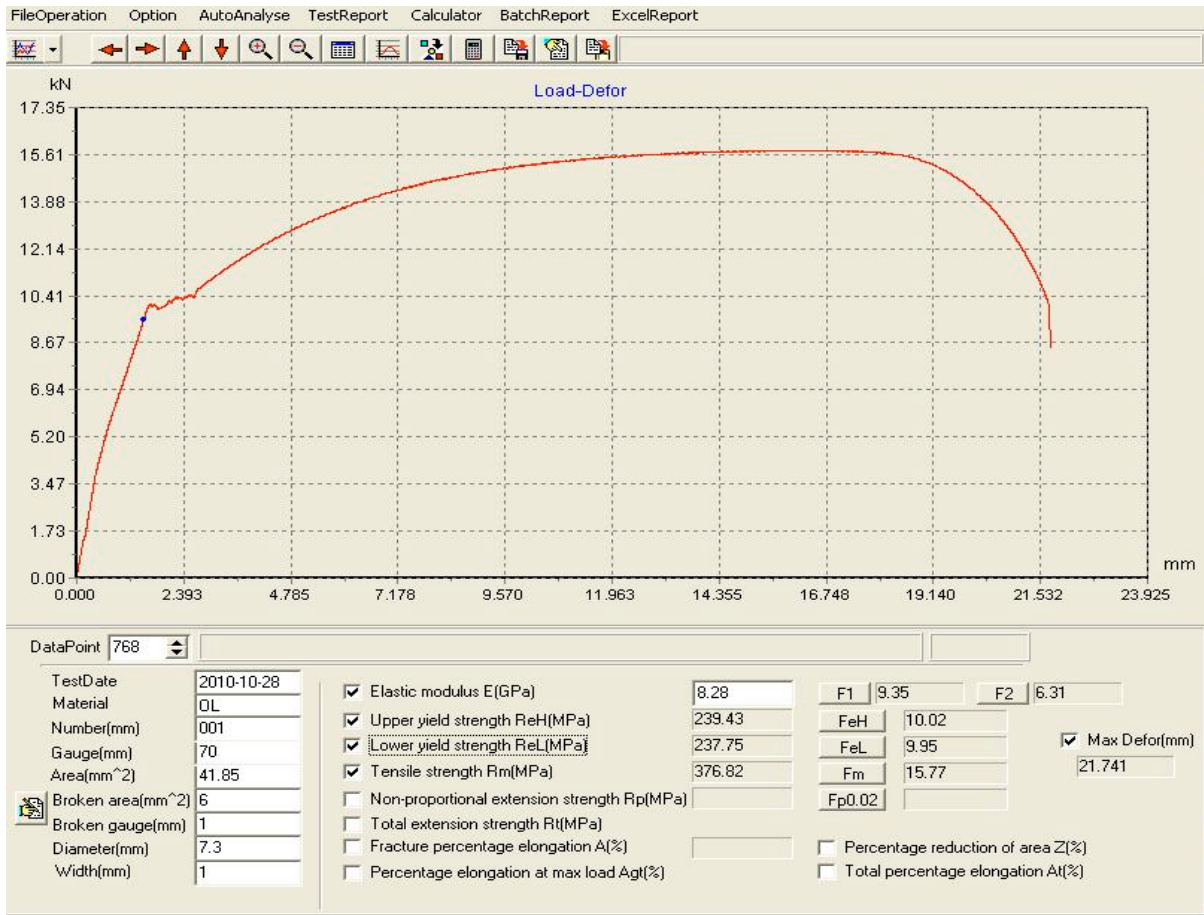 FileOperation Option AutoAnalyse TestReport Calculator BatchReport ExcelReport
kN
Load-Defor
17.35
15.61
13.88
12.14
10.41
8.67
6.94
5.20
3.47
1.73
0.00
mm
0.000 2.393 4.785 7.178 9.570 11.963 14.355 16.748 19.140 21.532 23.925
DataPoint 768
TestDate 2010-10-28
Material OL
Number(mm) 001
Gauge(mm) 70
Area(mm^2) 41.85
Broken area(mm^2) 6
Broken gauge(mm) 1
Diameter(mm) 7.3
Width(mm) 1
Elastic modulus E(GPa) 8.28
Upper yield strength ReH(MPa) 239.43
Lower yield strength ReL(MPa) 237.75
Tensile strength Rm(MPa) 376.82
Non-proportional extension strength Rp(MPa)
Total extension strength Rt(MPa)
Fracture percentage elongation A(%)
Percentage elongation at max load Agt(%)
F1 9.35 F2 6.31
FeH 10.02
FeL 9.95
Fm 15.77
Fp0.02
Max Defor(mm)
21.741
Percentage reduction of area Z(%)
Total percentage elongation At(%)